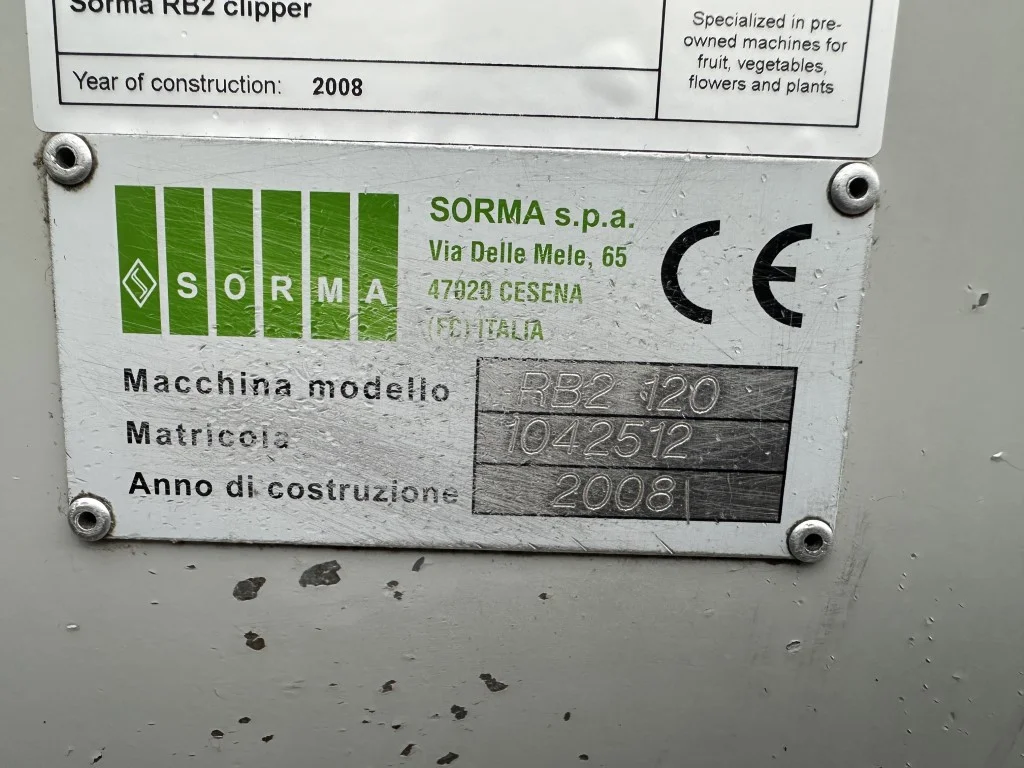 Sorma RB2 clipper
Year of construction: 2008
Specialized in pre-
owned machines for
fruit, vegetables,
flowers and plants
SORMA
SORMA s.p.a.
Via Delle Mele, 65
47020 CESENA
(FC) ITALIA
CE
Macchina modello RB2 120
Matricola 1042512
Anno di costruzione 2008